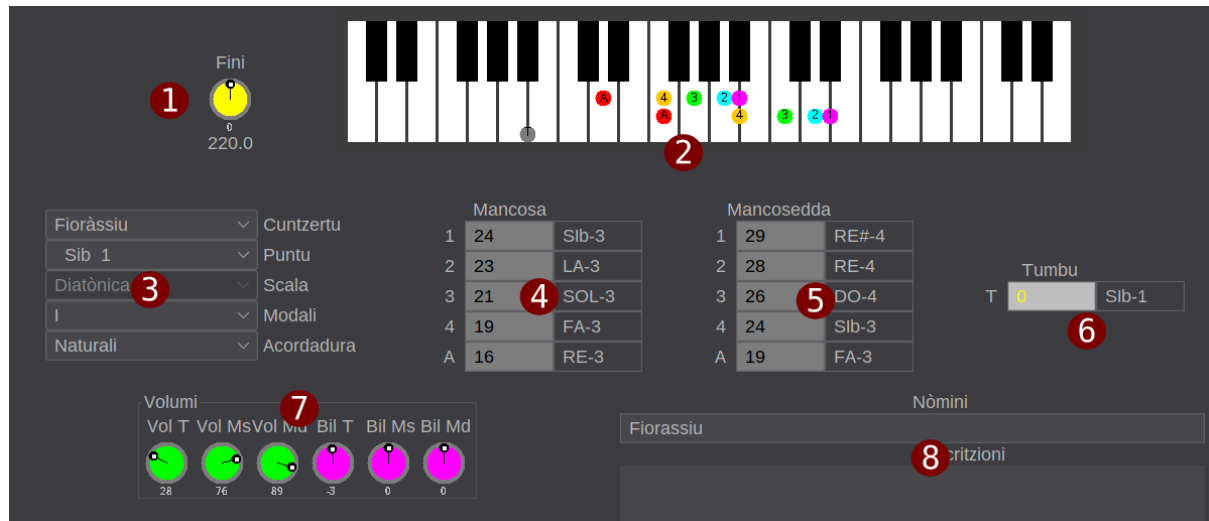 Fini
1
0
220.0
A 4 3 2 1
A 4 3 2 1
T
2
Fioràssiu Cuntzertu
Sib 1 Puntu
Diatònica Scala
3
I Modali
Naturali Acordadura
Mancosa
1 24 SIb-3
2 23 LA-3
3 21 SOL-3
4
4 19 FA-3
A 16 RE-3
Mancosedda
1 29 RE#-4
2 28 RE-4
3 26 DO-4
5
4 24 SIb-3
A 19 FA-3
Tumbu
T 0 SIb-1
6
Volumi
7
Vol T Vol Ms Vol Md Bil T Bil Ms Bil Md
28 76 89 -3 0 0
Nòmini
Fiorassiu
8 critzioni